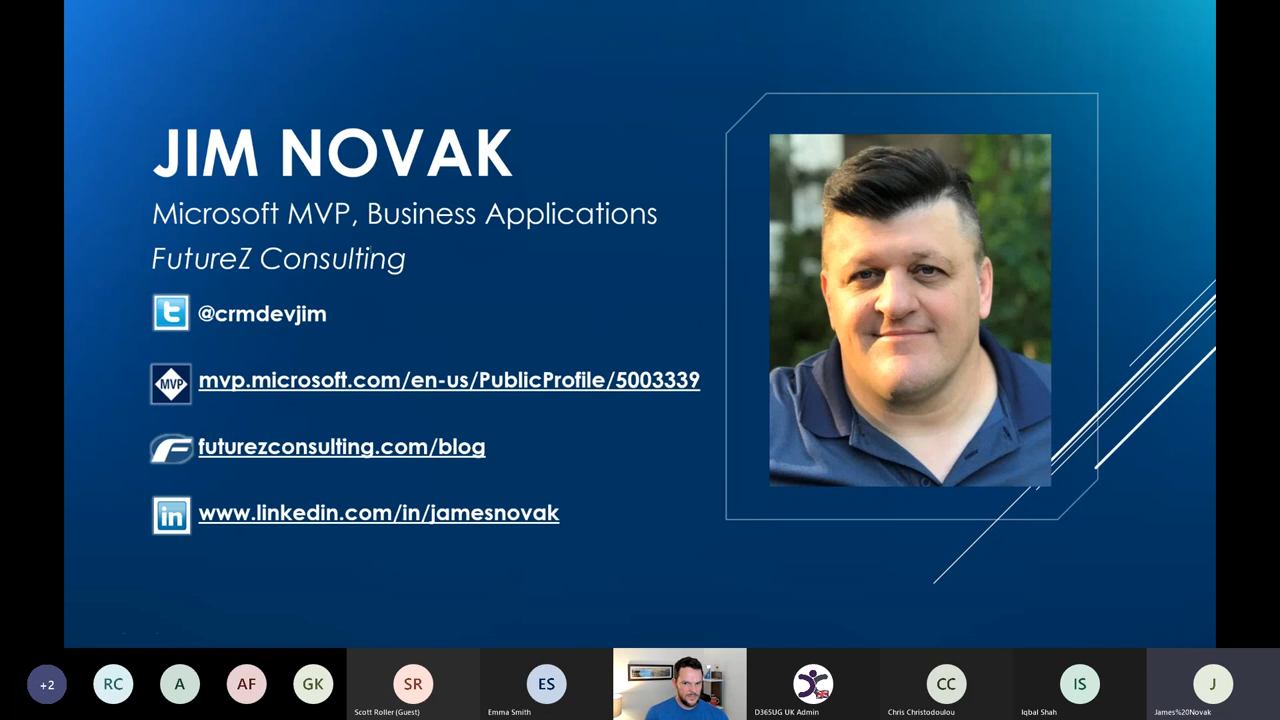 JIM NOVAK
Microsoft MVP, Business Applications
FutureZ Consulting
@crmdevjim
MVP
mvp.microsoft.com/en-us/PublicProfile/5003339
futurezconsulting.com/blog
in
www.linkedin.com/in/jamesnovak
+2
RC
A
AF
GK
SR
Scott Roller (Guest)
ES
Emma Smith
D365UG UK Admin
CC
Chris Christodoulou
IS
Iqbal Shah
J
James%20Novak